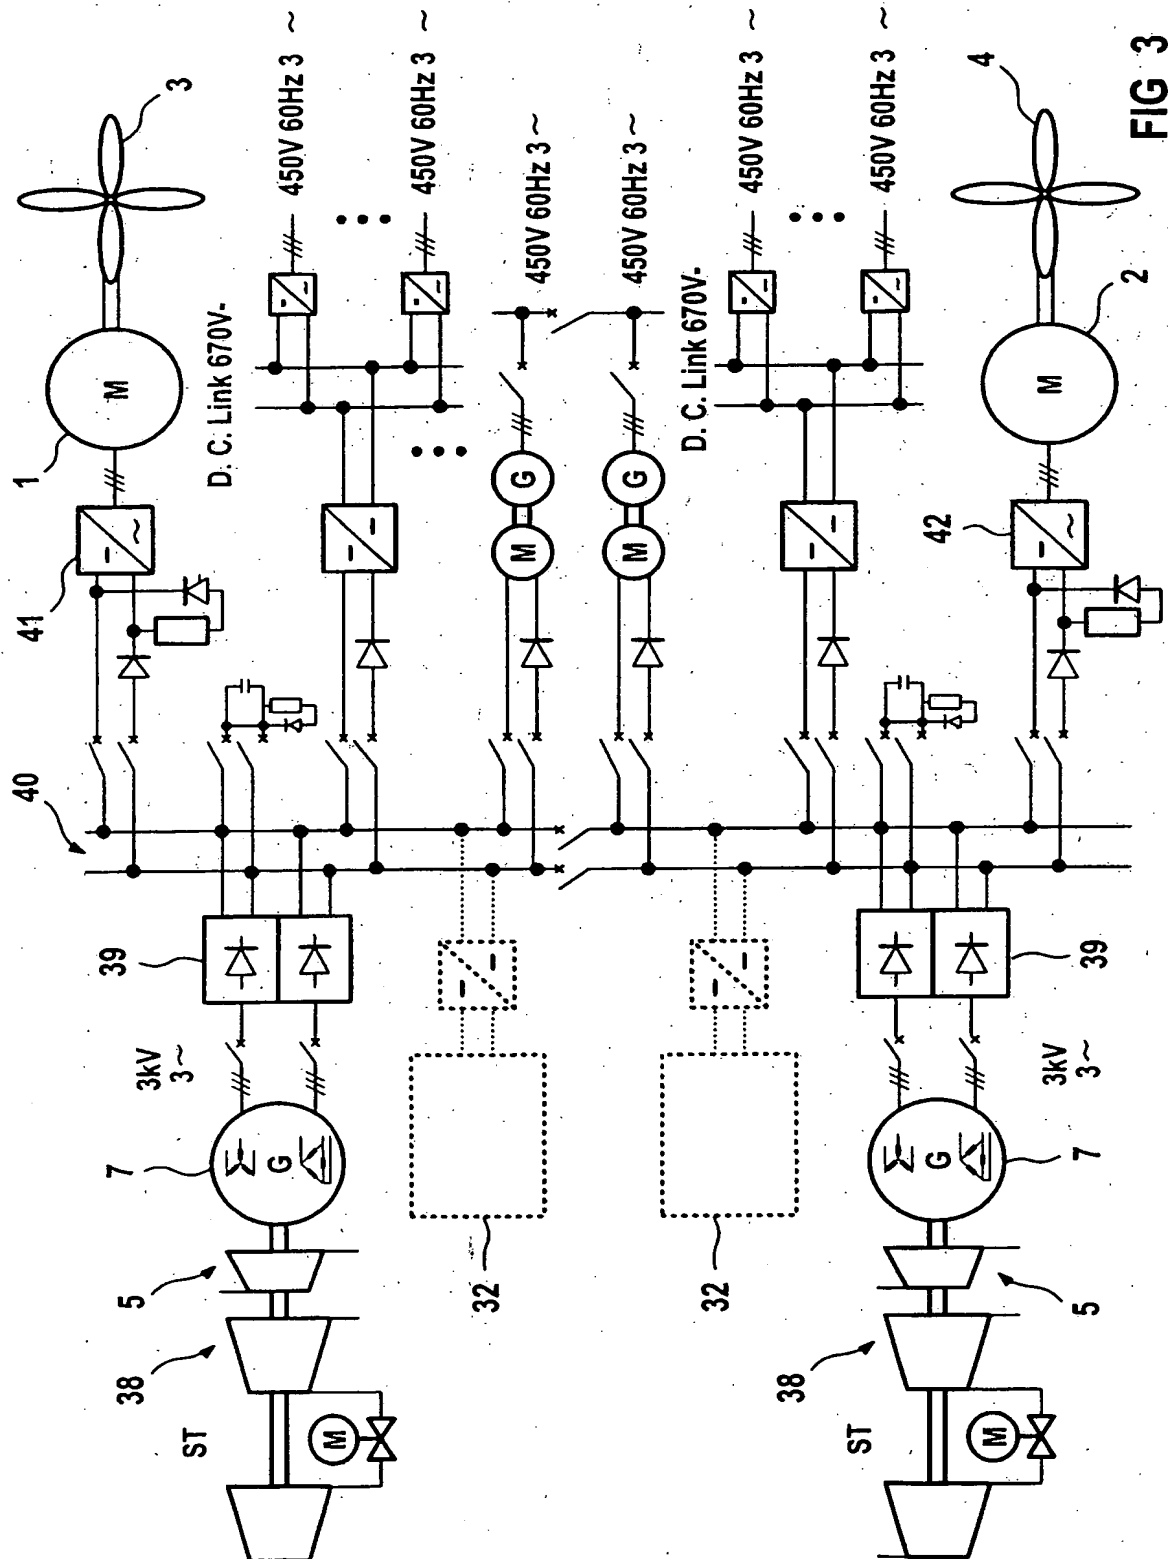 FIG 3
3
1
M
41
40
39
3kV
3~
7
G
5
38
ST
M
32
D. C. Link 670V-
450V 60Hz 3 ~
450V 60Hz 3 ~
450V 60Hz 3 ~
M
G
450V 60Hz 3 ~
M
G
D. C. Link 670V-
450V 60Hz 3 ~
450V 60Hz 3 ~
32
4
2
M
42
39
3kV
3~
7
G
5
38
ST
M